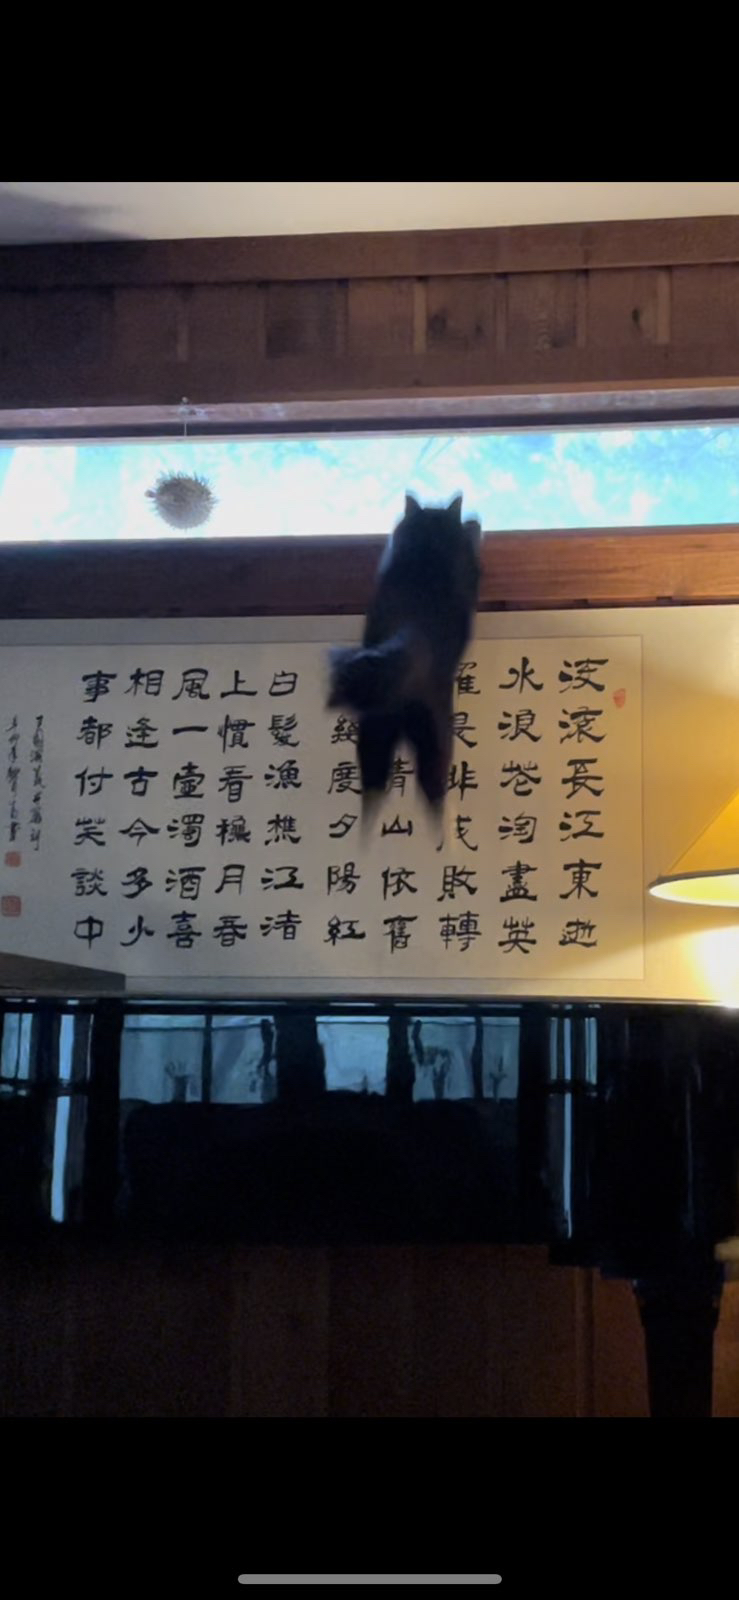 滚滚長江東逝
水浪花淘盡英
雄是非成敗轉
青山依舊
幾度夕陽紅
白髮漁樵江渚
上慣看秋月春
風一壺濁酒喜
相逢古今多少
事都付笑談中